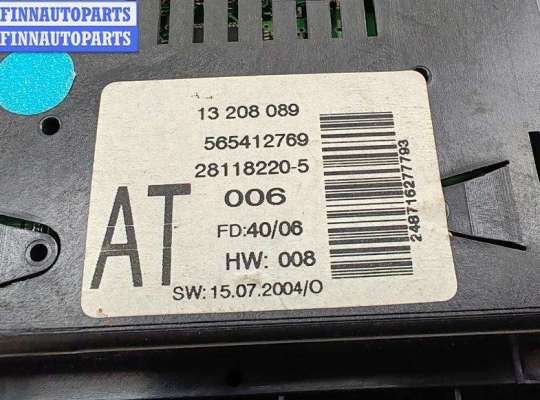 FINNAUTOPARTS
FINNAUTOPARTS
FINNAUTOPARTS
13 208 089
565412769
28118220-5
006
AT
FD:40/06
HW: 008
SW: 15.07.2004/O
248716277793